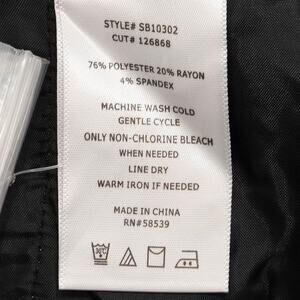 STYLE# SB10302
CUT# 126868
76% POLYESTER 20% RAYON
4% SPANDEX
MACHINE WASH COLD
GENTLE CYCLE
ONLY NON-CHLORINE BLEACH
WHEN NEEDED
LINE DRY
WARM IRON IF NEEDED
MADE IN CHINA
RN#58539